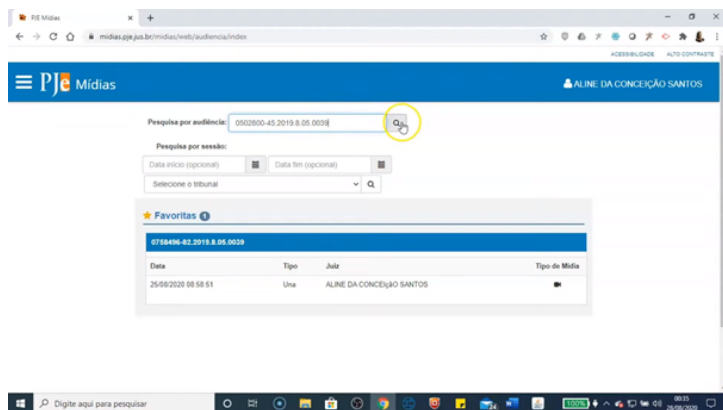 PJE Mídias
midias.pje.jus.br/midias/web/audiencia/index
ACESSIBILIDADE ALTO CONTRASTE
PJe Mídias
ALINE DA CONCEIÇÃO SANTOS
Pesquisa por audiência: 0502800-45.2019.8.05.0039
Pesquisa por sessão:
Data início (opcional) Data fim (opcional)
Selecione o tribunal
Favoritas 1
0758496-82.2019.8.05.0039
Data Tipo Juiz Tipo de Mídia
25/08/2020 08:58:51 Una ALINE DA CONCEIçãO SANTOS
Digite aqui para pesquisar
24
100%
00:35
26/08/2020